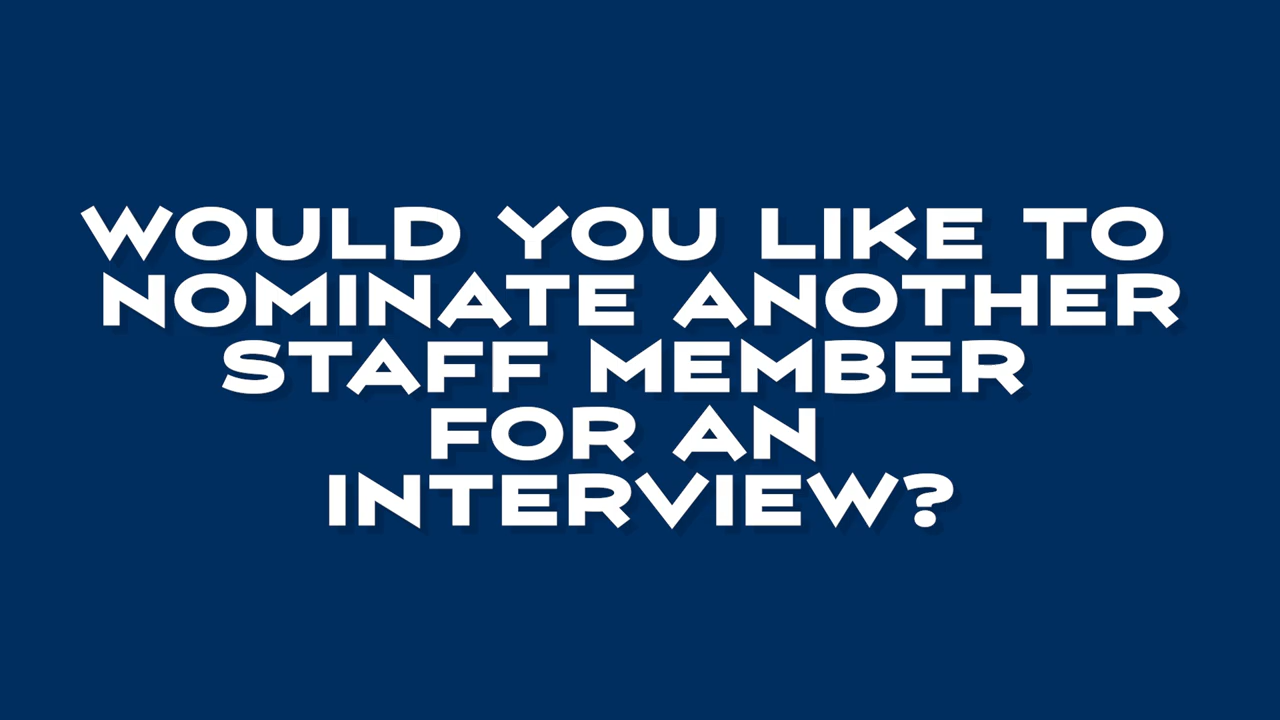 WOULD YOU LIKE TO
NOMINATE ANOTHER
STAFF MEMBER
FOR AN
INTERVIEW?